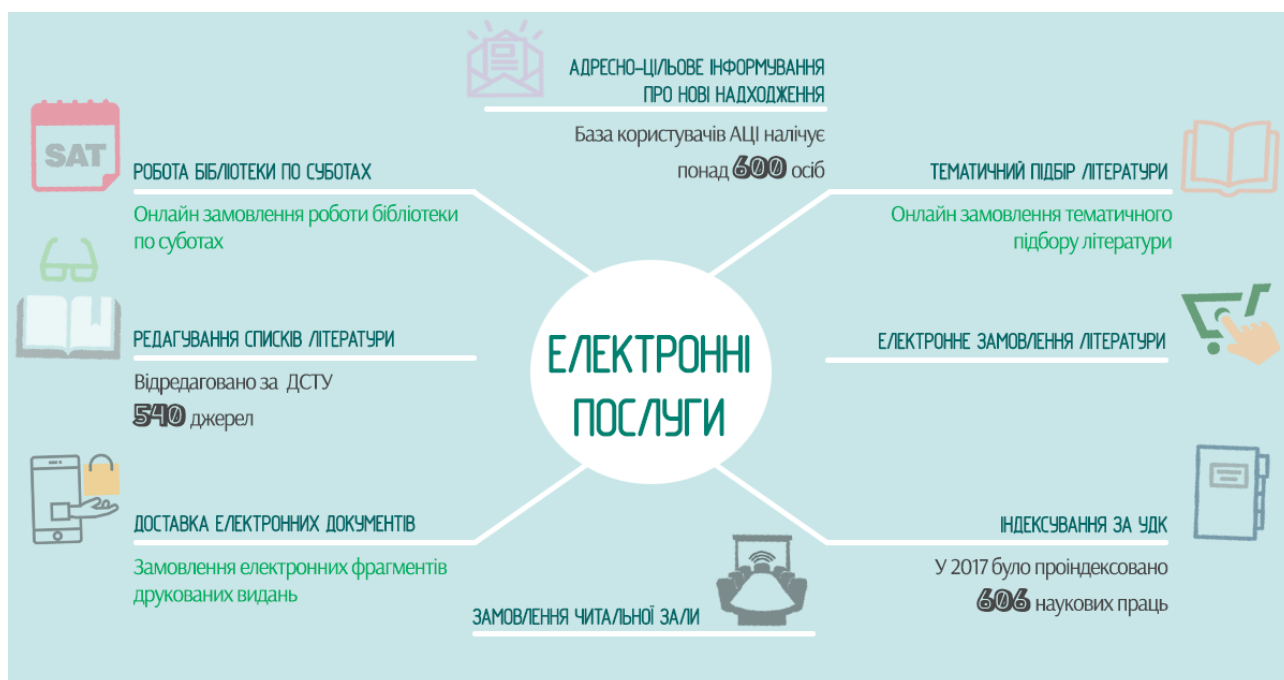 АДРЕСНО-ЦІЛЬОВЕ ІНФОРМУВАННЯ
ПРО НОВІ НАДХОДЖЕННЯ
База користувачів АЦІ налічує
понад 600 осіб
SAT
РОБОТА БІБЛІОТЕКИ ПО СУБОТАХ
Онлайн замовлення роботи бібліотеки
по суботах
ТЕМАТИЧНИЙ ПІДБІР ЛІТЕРАТУРИ
Онлайн замовлення тематичного
підбору літератури
РЕДАГУВАННЯ СПИСКІВ ЛІТЕРАТУРИ
Відредаговано за ДСТУ
540 джерел
ЕЛЕКТРОННІ
ПОСЛУГИ
ЕЛЕКТРОННЕ ЗАМОВЛЕННЯ ЛІТЕРАТУРИ
ДОСТАВКА ЕЛЕКТРОННИХ ДОКУМЕНТІВ
Замовлення електронних фрагментів
друкованих видань
ЗАМОВЛЕННЯ ЧИТАЛЬНОЇ ЗАЛИ
ІНДЕКСУВАННЯ ЗА УДК
У 2017 було проіндексовано
606 наукових праць